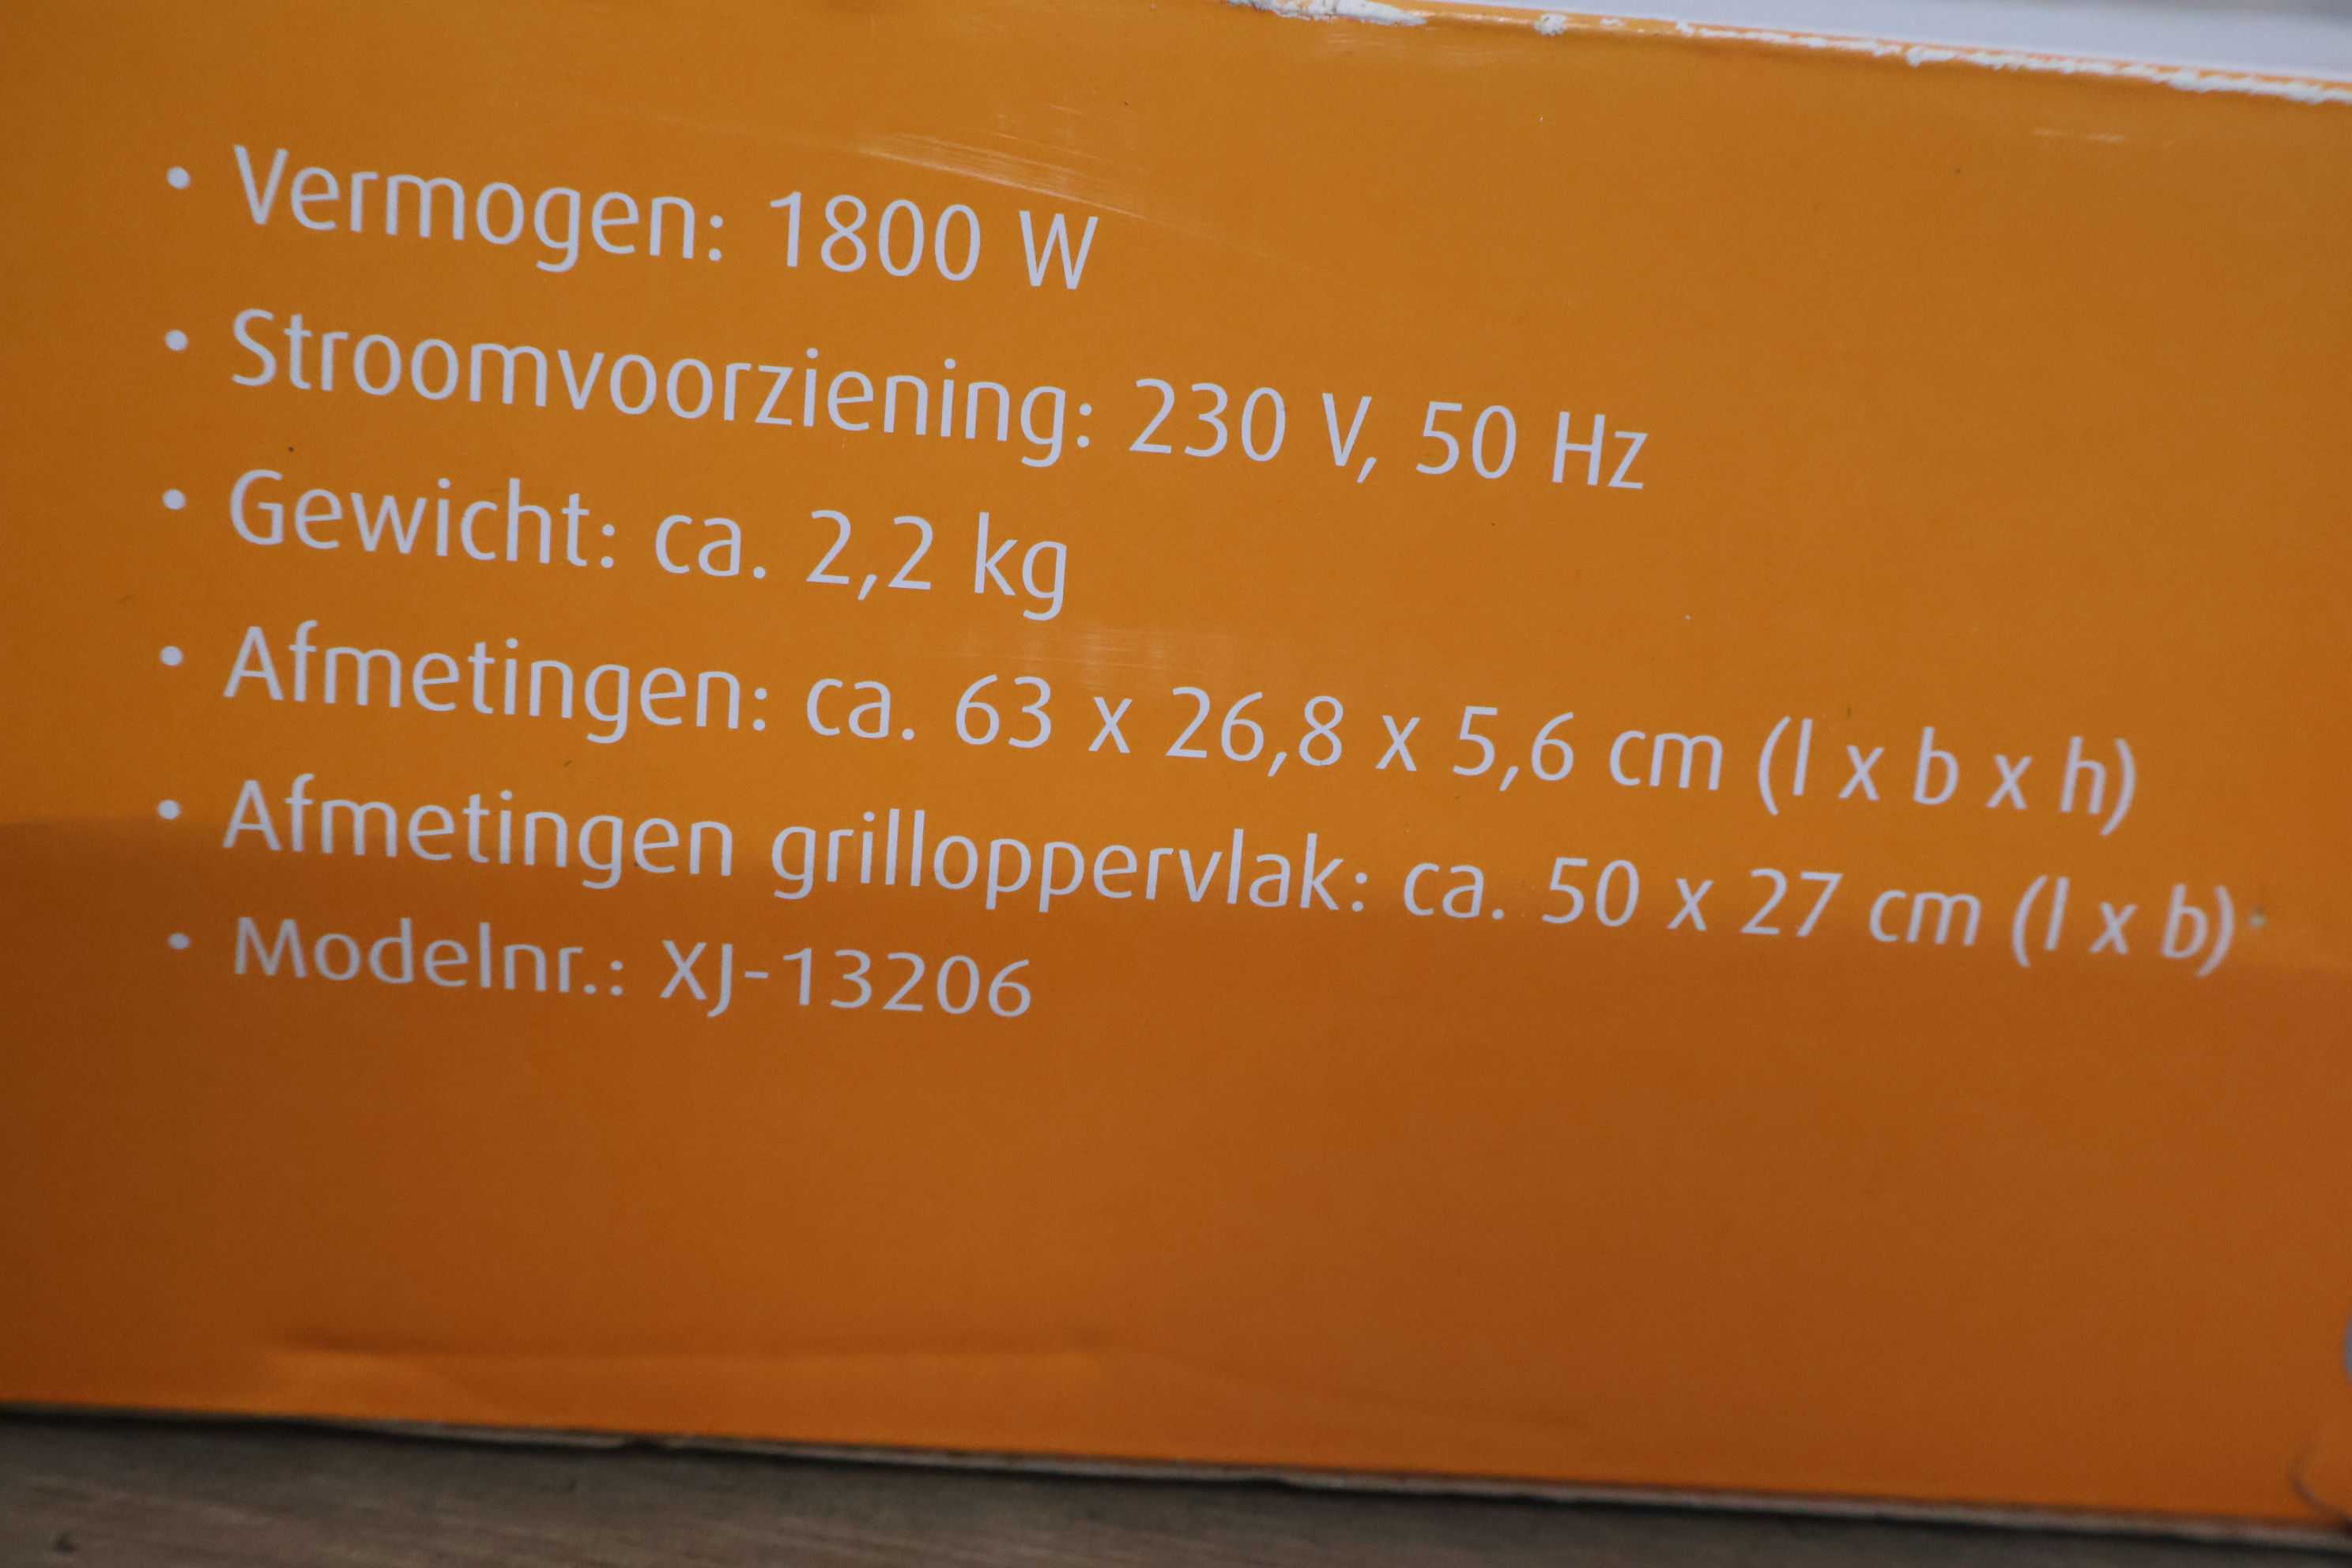 • Vermogen: 1800 W
• Stroomvoorziening: 230 V, 50 Hz
• Gewicht: ca. 2,2 kg
• Afmetingen: ca. 63 x 26,8 x 5,6 cm (l x b x h)
• Afmetingen grilloppervlak: ca. 50 x 27 cm (l x b)
• Modelnr.: XJ-13206